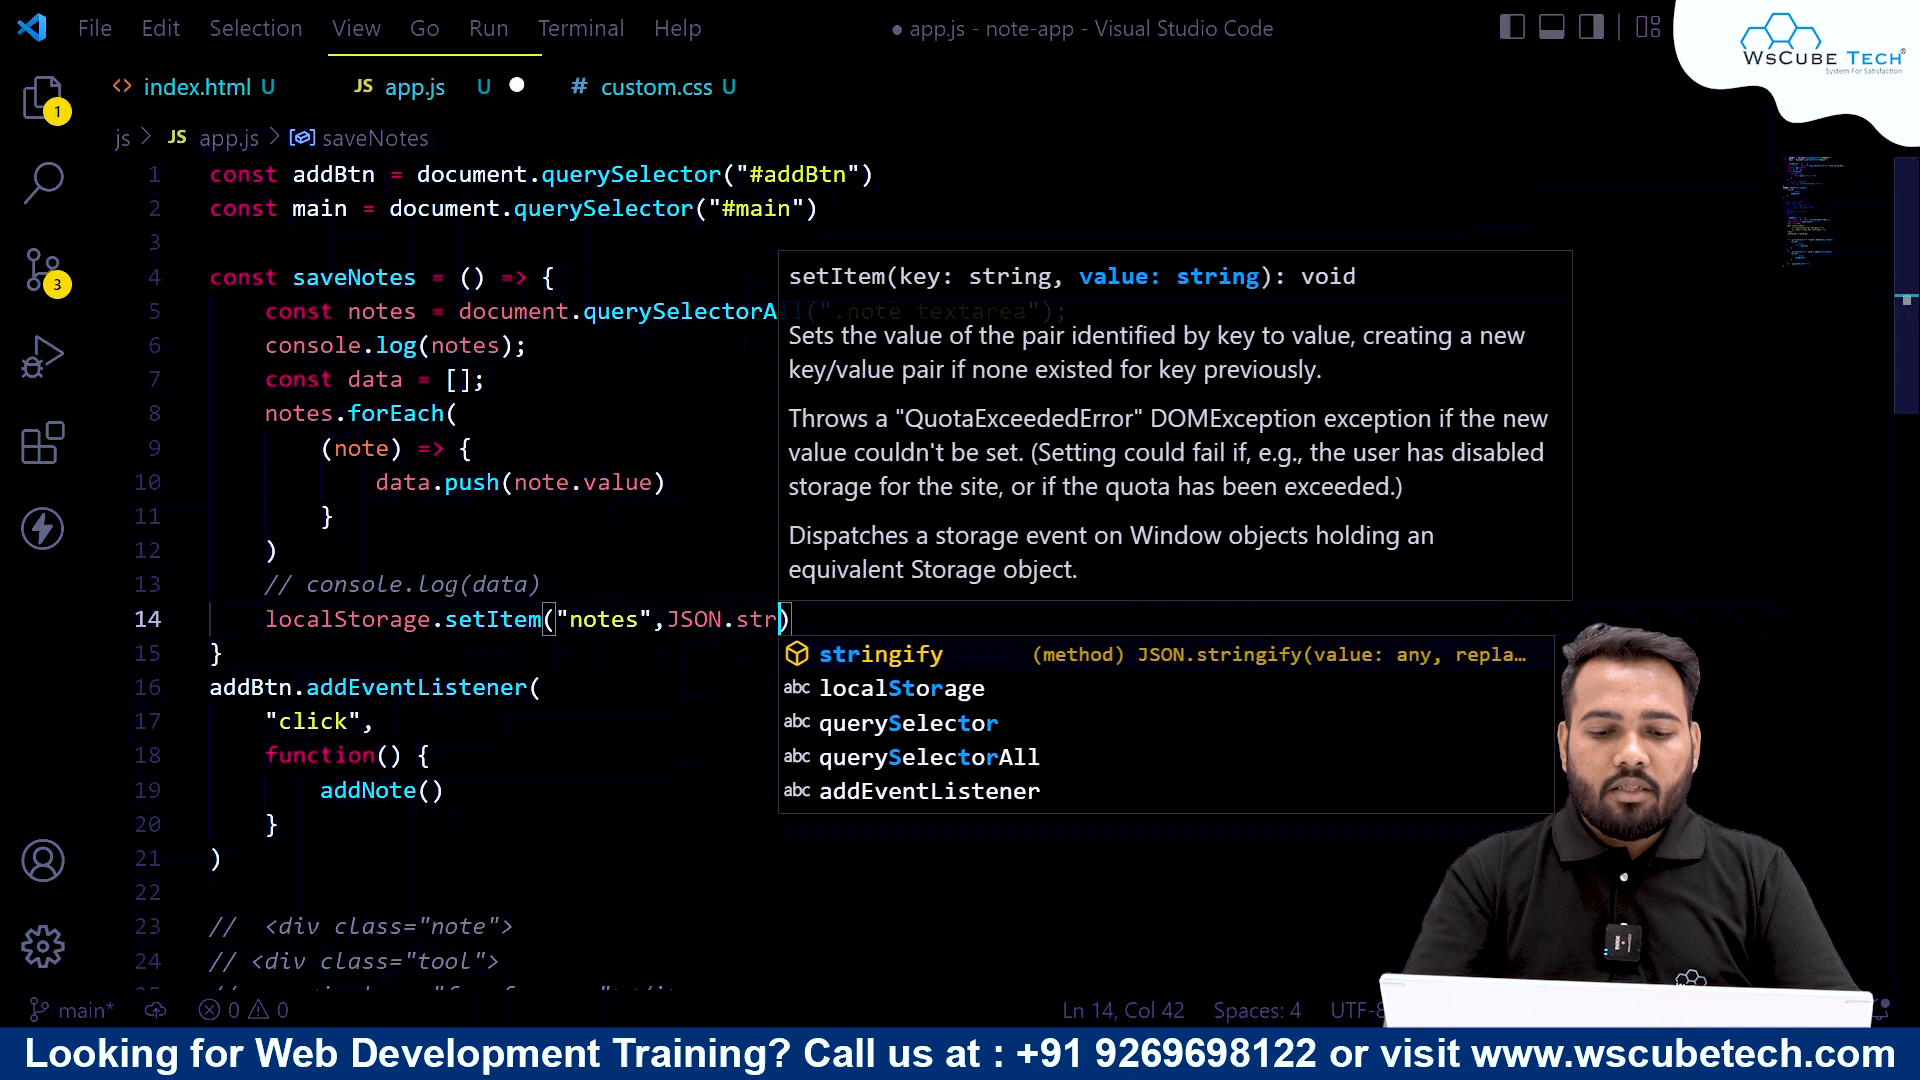 File Edit Selection View Go Run Terminal Help
● app.js - note-app - Visual Studio Code
WsCube Tech®
System For Satisfaction
1
<> index.html U
JS app.js U
# custom.css U
js > JS app.js > saveNotes
1 const addBtn = document.querySelector("#addBtn")
2 const main = document.querySelector("#main")
3
4 const saveNotes = () => {
5 const notes = document.querySelectorAll(".note textarea");
6 console.log(notes);
7 const data = [];
8 notes.forEach(
9 (note) => {
10 data.push(note.value)
11 }
12 )
13 // console.log(data)
14 localStorage.setItem("notes",JSON.str)
15 }
16 addBtn.addEventListener(
17 "click",
18 function() {
19 addNote()
20 }
21 )
22
23 // <div class="note">
24 // <div class="tool">
3
setItem(key: string, value: string): void
Sets the value of the pair identified by key to value, creating a new
key/value pair if none existed for key previously.
Throws a "QuotaExceededError" DOMException exception if the new
value couldn't be set. (Setting could fail if, e.g., the user has disabled
storage for the site, or if the quota has been exceeded.)
Dispatches a storage event on Window objects holding an
equivalent Storage object.
stringify (method) JSON.stringify(value: any, repla…
abc localStorage
abc querySelector
abc querySelectorAll
abc addEventListener
main* 0 0
Ln 14, Col 42 Spaces: 4 UTF-8
Looking for Web Development Training? Call us at : +91 9269698122 or visit www.wscubetech.com